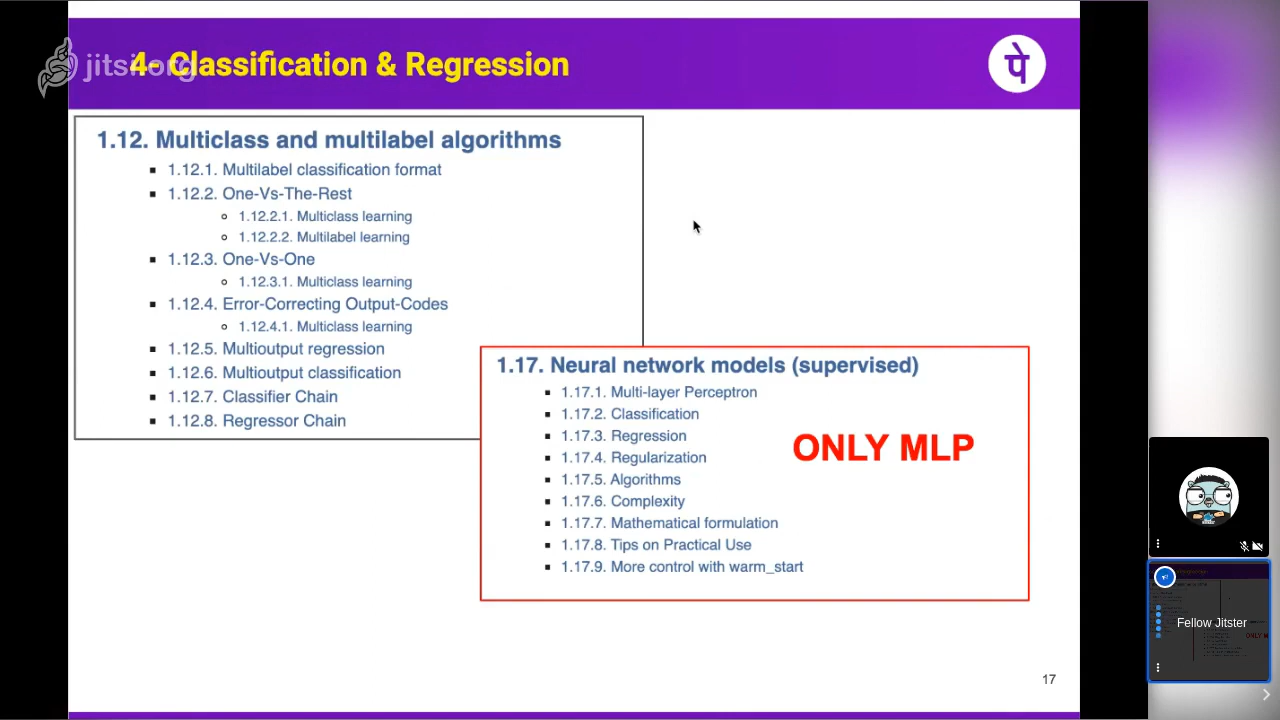 jitsi.org
4- Classification & Regression
पे
1.12. Multiclass and multilabel algorithms
1.12.1. Multilabel classification format
1.12.2. One-Vs-The-Rest
1.12.2.1. Multiclass learning
1.12.2.2. Multilabel learning
1.12.3. One-Vs-One
1.12.3.1. Multiclass learning
1.12.4. Error-Correcting Output-Codes
1.12.4.1. Multiclass learning
1.12.5. Multioutput regression
1.12.6. Multioutput classification
1.12.7. Classifier Chain
1.12.8. Regressor Chain
1.17. Neural network models (supervised)
1.17.1. Multi-layer Perceptron
1.17.2. Classification
1.17.3. Regression
1.17.4. Regularization
1.17.5. Algorithms
1.17.6. Complexity
1.17.7. Mathematical formulation
1.17.8. Tips on Practical Use
1.17.9. More control with warm_start
ONLY MLP
17
Fellow Jitster
ONLY M